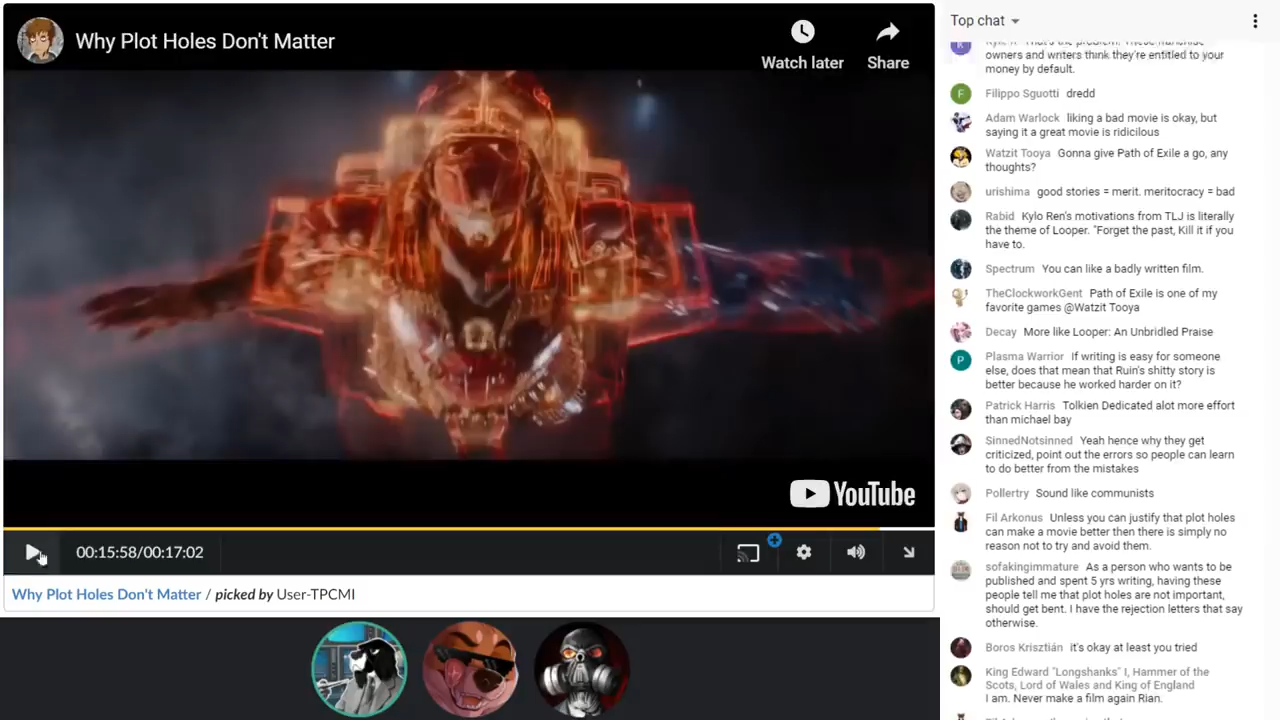 Why Plot Holes Don't Matter
Watch later
Share
YouTube
00:15:58/00:17:02
Why Plot Holes Don't Matter / picked by User-TPCMI
Top chat
owners and writers think they're entitled to your
money by default.
F
Filippo Sguotti dredd
Adam Warlock liking a bad movie is okay, but
saying it a great movie is ridicilous
Watzit Tooya Gonna give Path of Exile a go, any
thoughts?
urishima good stories = merit. meritocracy = bad
Rabid Kylo Ren's motivations from TLJ is literally
the theme of Looper. "Forget the past, Kill it if you
have to.
Spectrum You can like a badly written film.
TheClockworkGent Path of Exile is one of my
favorite games @Watzit Tooya
Decay More like Looper: An Unbridled Praise
P
Plasma Warrior If writing is easy for someone
else, does that mean that Ruin's shitty story is
better because he worked harder on it?
Patrick Harris Tolkien Dedicated alot more effort
than michael bay
SinnedNotsinned Yeah hence why they get
criticized, point out the errors so people can learn
to do better from the mistakes
Pollertry Sound like communists
Fil Arkonus Unless you can justify that plot holes
can make a movie better then there is simply no
reason not to try and avoid them.
sofakingimmature As a person who wants to be
published and spent 5 yrs writing, having these
people tell me that plot holes are not important,
should get bent. I have the rejection letters that say
otherwise.
Boros Krisztián it's okay at least you tried
King Edward "Longshanks" I, Hammer of the
Scots, Lord of Wales and King of England
I am. Never make a film again Rian.